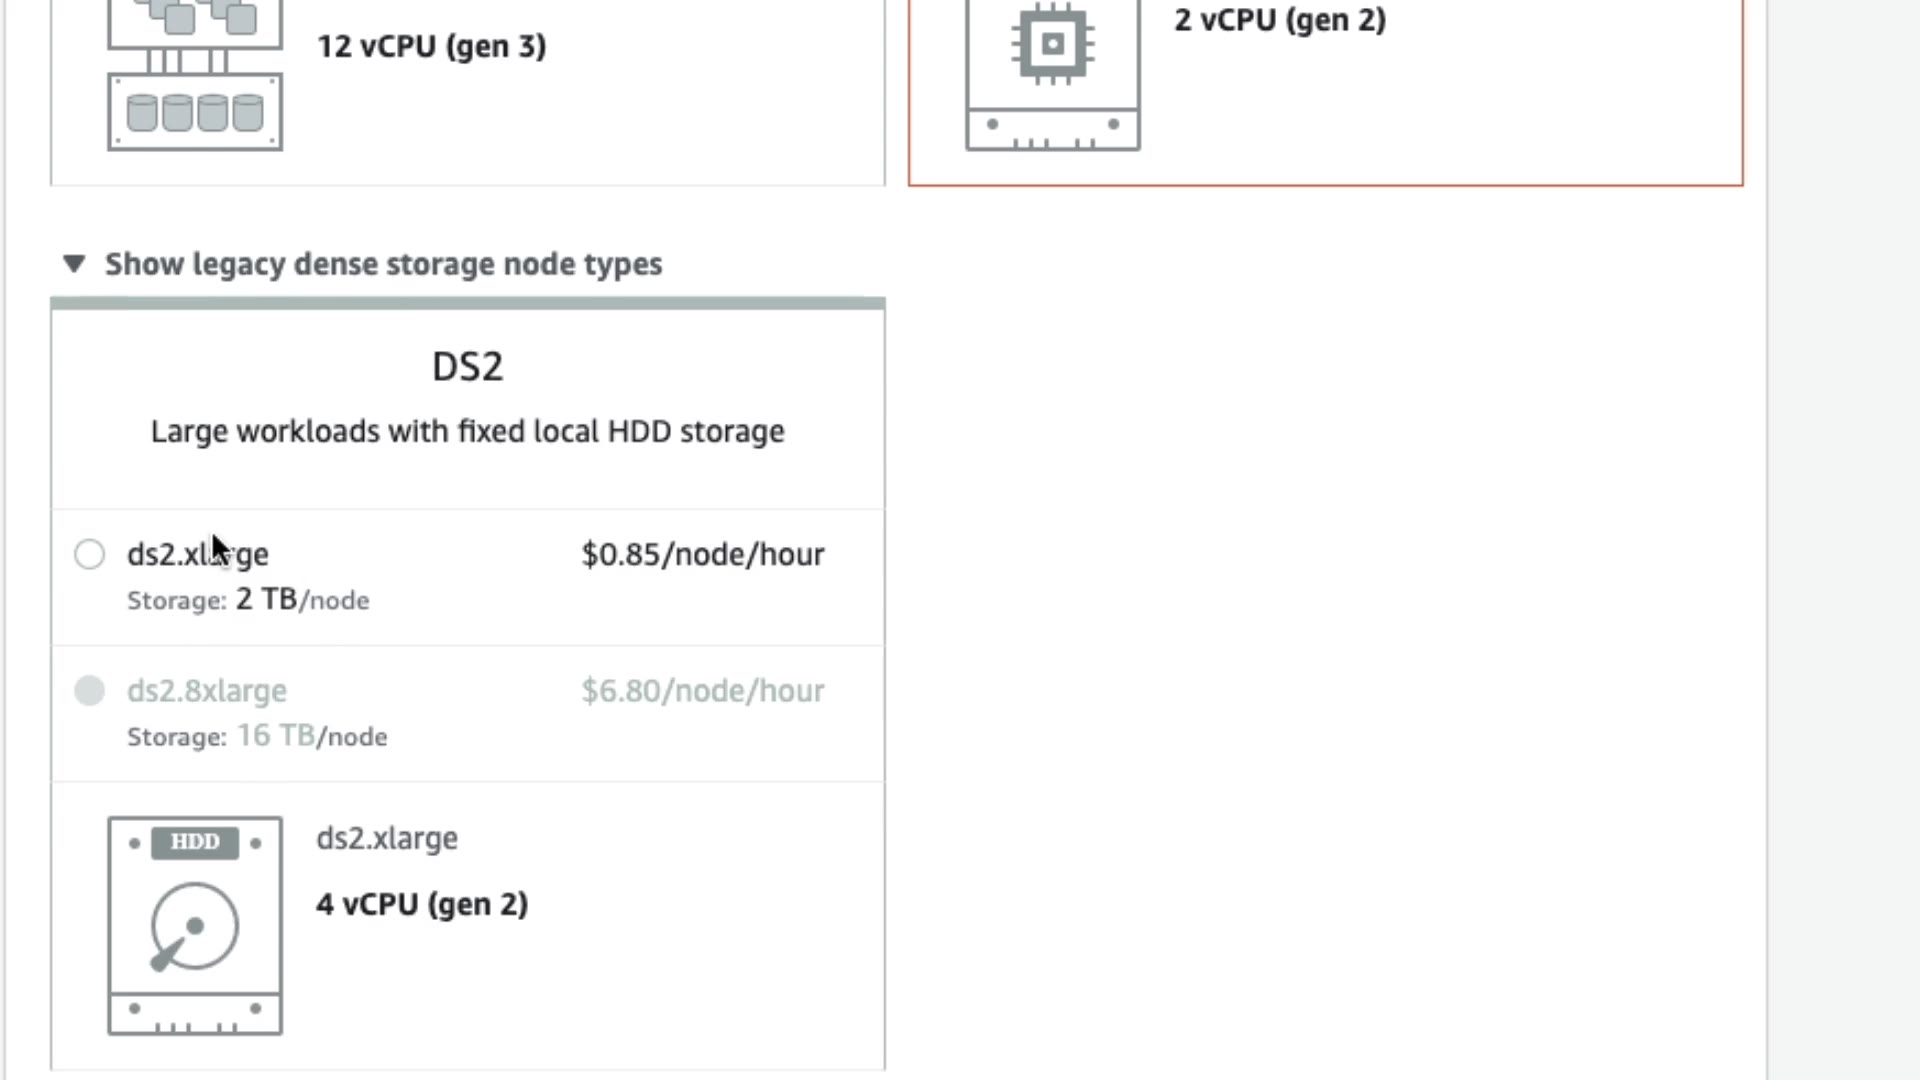 12 vCPU (gen 3)
2 vCPU (gen 2)
Show legacy dense storage node types
DS2
Large workloads with fixed local HDD storage
ds2.xlarge $0.85/node/hour
Storage: 2 TB/node
ds2.8xlarge $6.80/node/hour
Storage: 16 TB/node
HDD
ds2.xlarge
4 vCPU (gen 2)